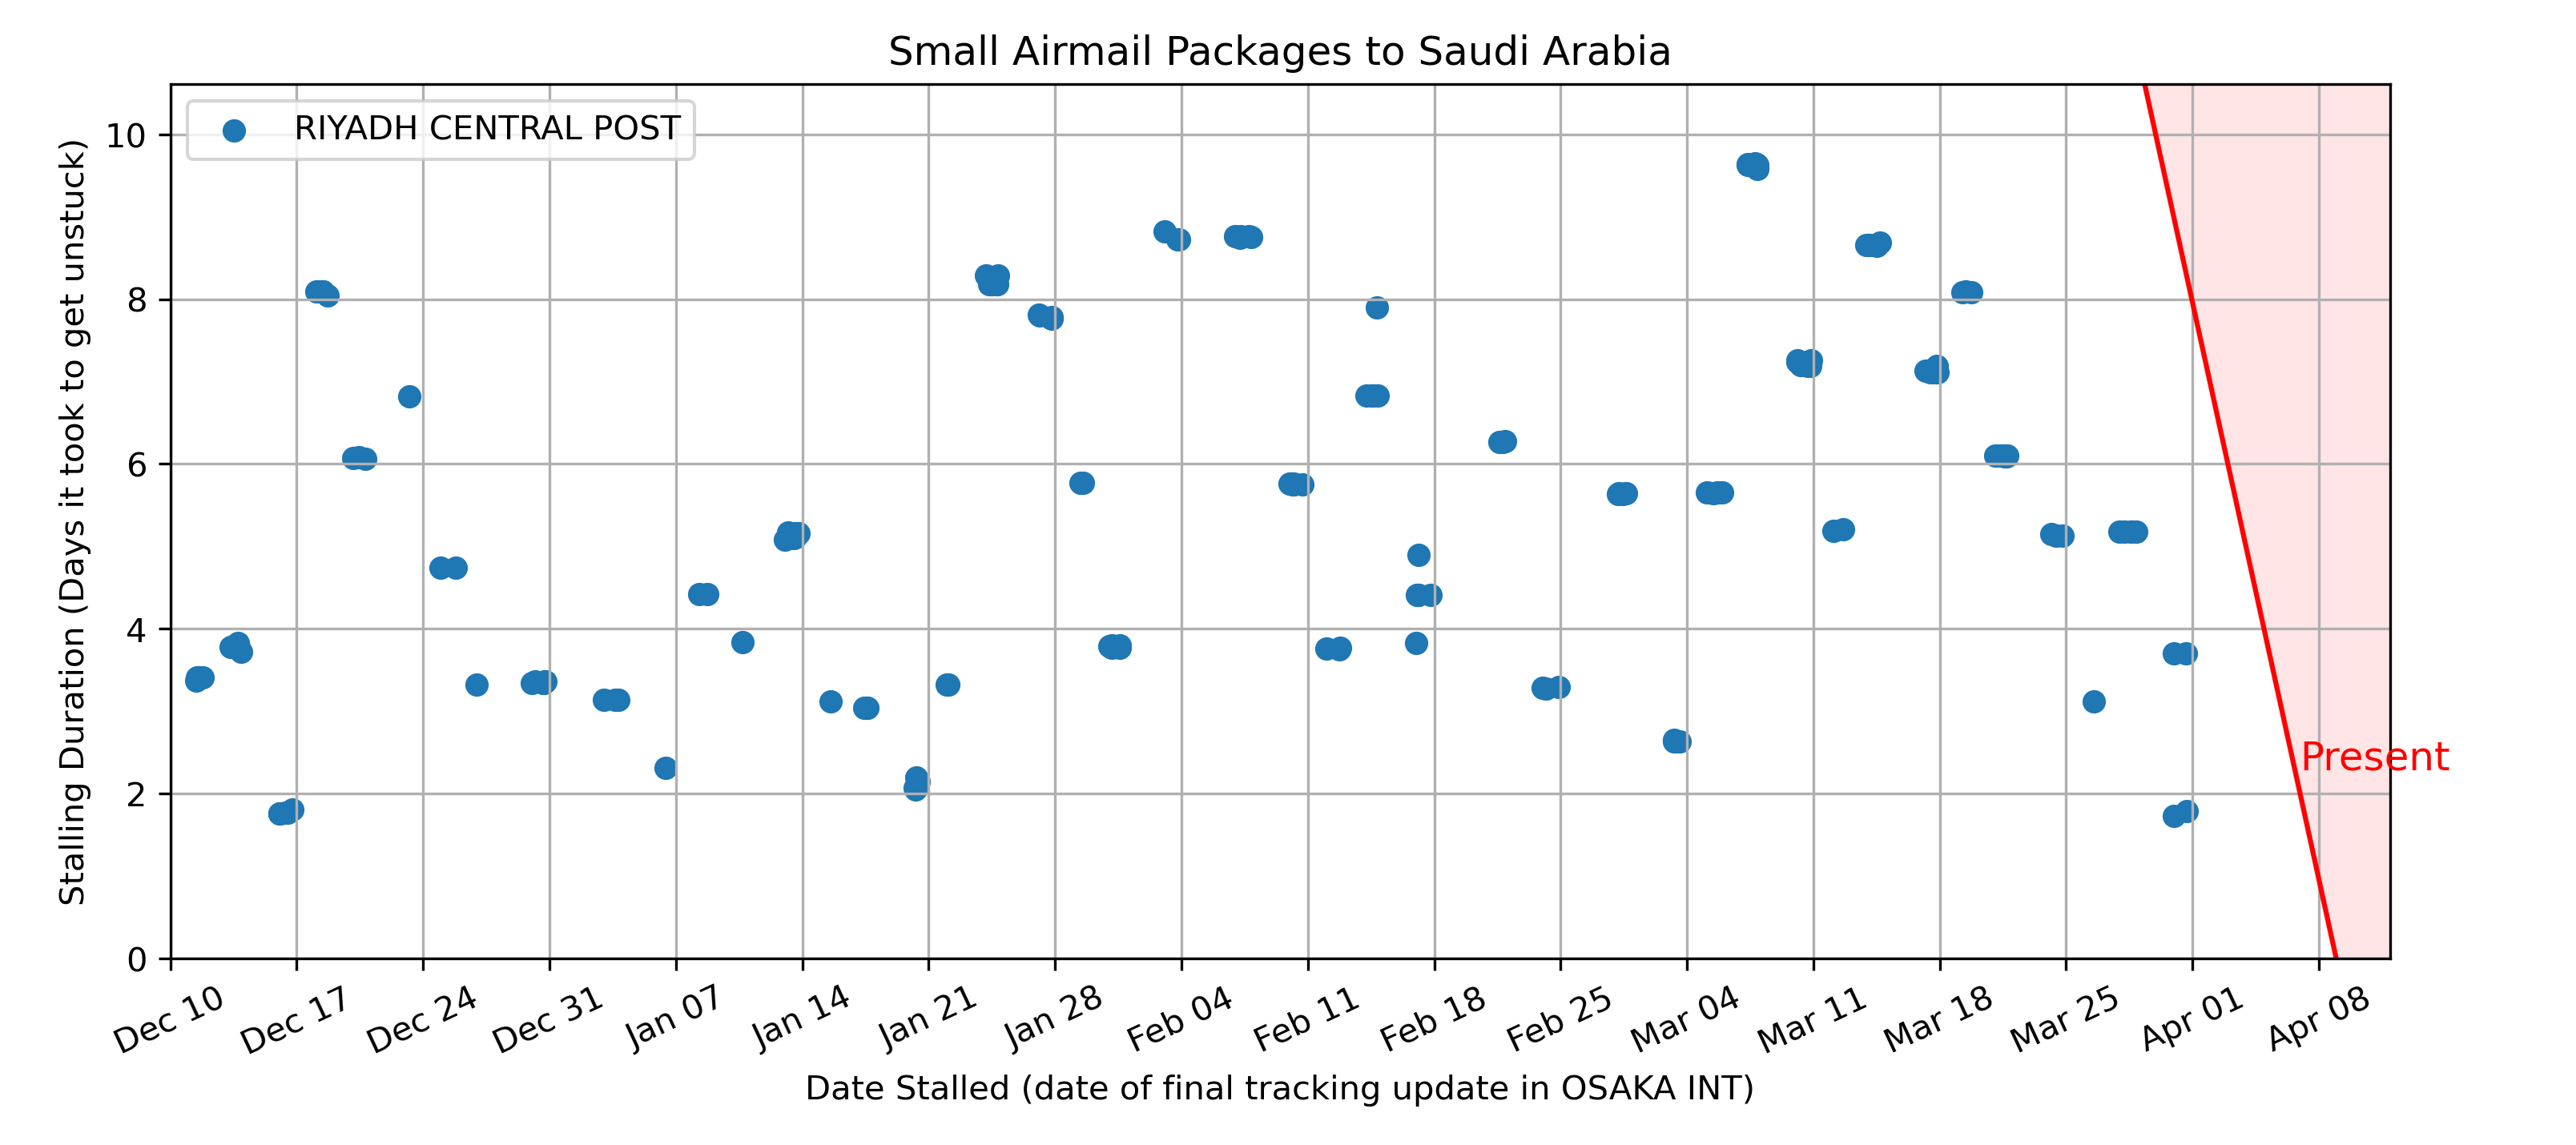 Small Airmail Packages to Saudi Arabia
RIYADH CENTRAL POST
Stalling Duration (Days it took to get unstuck)
10
8
6
4
2
0
Present
Dec 10
Dec 17
Dec 24
Dec 31
Jan 07
Jan 14
Jan 21
Jan 28
Feb 04
Feb 11
Feb 18
Feb 25
Mar 04
Mar 11
Mar 18
Mar 25
Apr 01
Apr 08
Date Stalled (date of final tracking update in OSAKA INT)